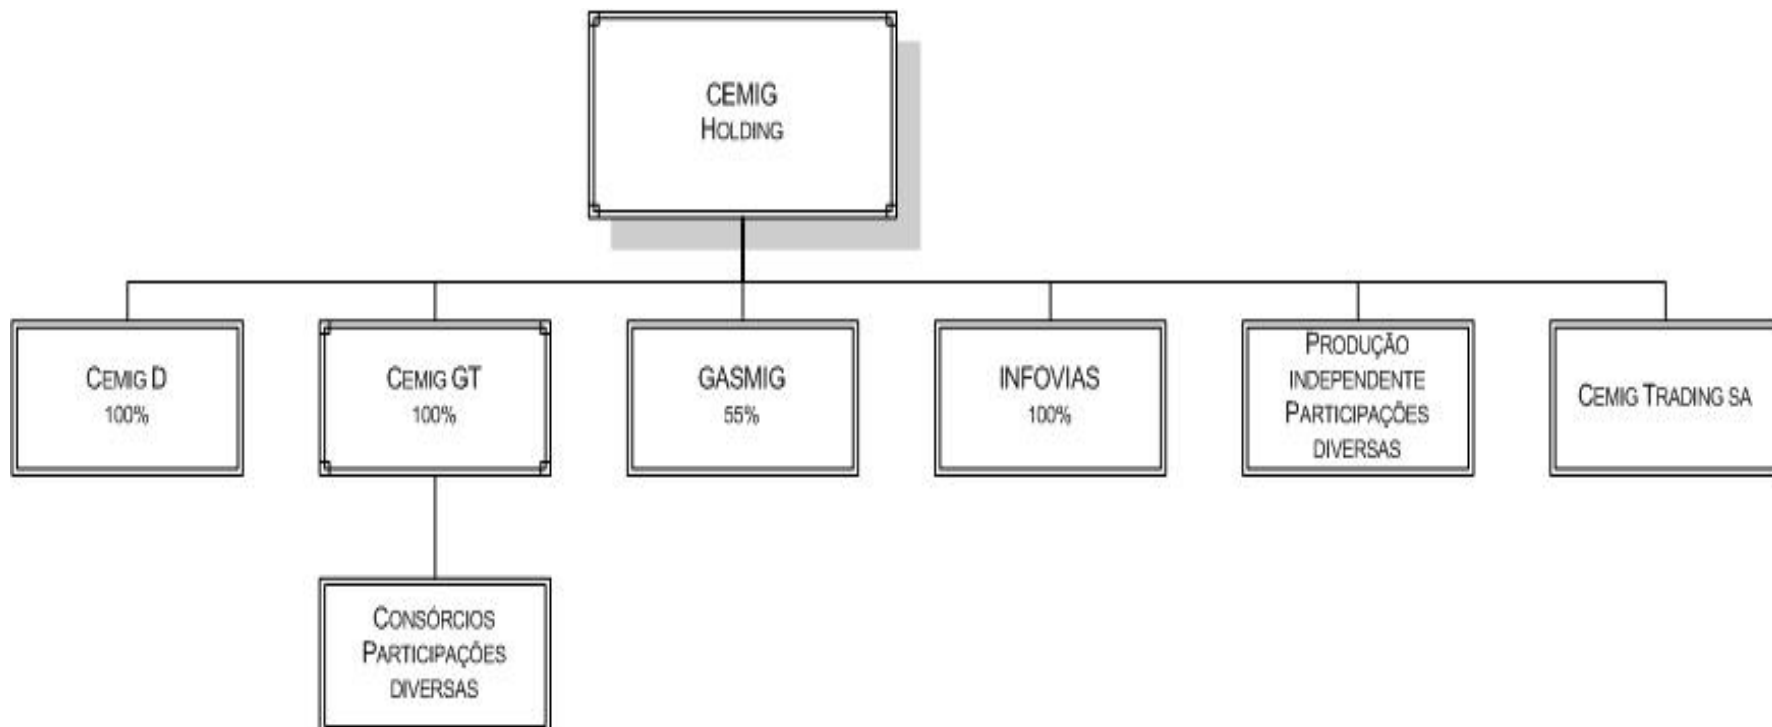 CEMIG
HOLDING
CEMIG D
100%
CEMIG GT
100%
GASMIG
55%
INFOVIAS
100%
PRODUÇÃO
INDEPENDENTE
PARTICIPAÇÕES
DIVERSAS
CEMIG TRADING SA
CONSÓRCIOS
PARTICIPAÇÕES
DIVERSAS